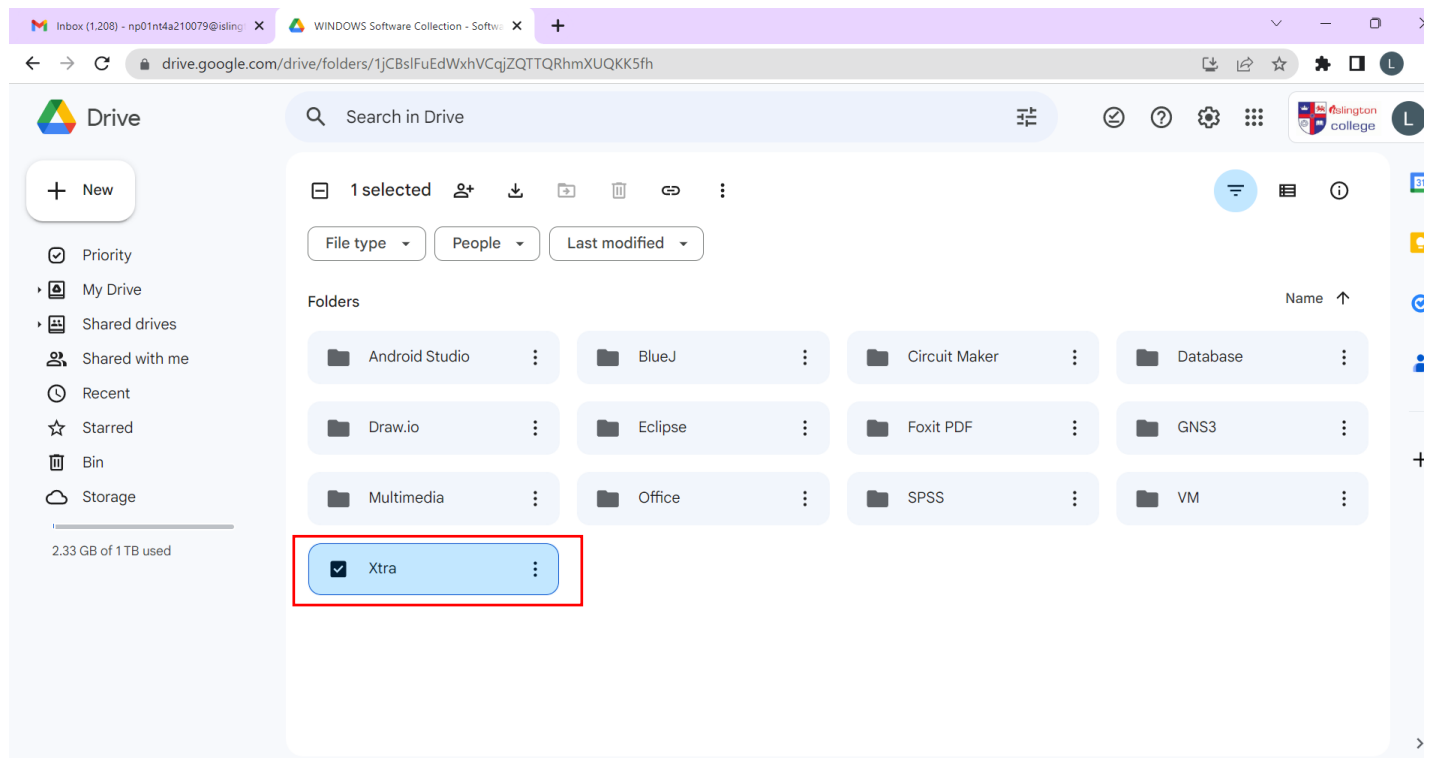 Inbox (1,208) - np01nt4a210079@isling
WINDOWS Software Collection - Softwa
drive.google.com/drive/folders/1jCBslFuEdWxhVCqjZQTTQRhmXUQKK5fh
L
Drive
Search in Drive
islington
college
L
New
1 selected
31
File type
People
Last modified
Priority
My Drive
Shared drives
Shared with me
Recent
Starred
Bin
Storage
2.33 GB of 1 TB used
Folders
Name
Android Studio
BlueJ
Circuit Maker
Database
Draw.io
Eclipse
Foxit PDF
GNS3
Multimedia
Office
SPSS
VM
Xtra